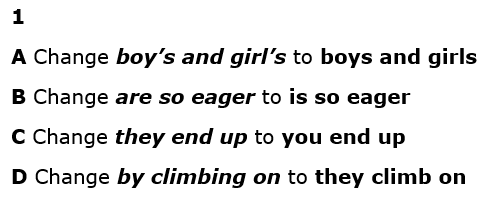 1
A Change boy's and girl's to boys and girls
B Change are so eager to is so eager
C Change they end up to you end up
D Change by climbing on to they climb on